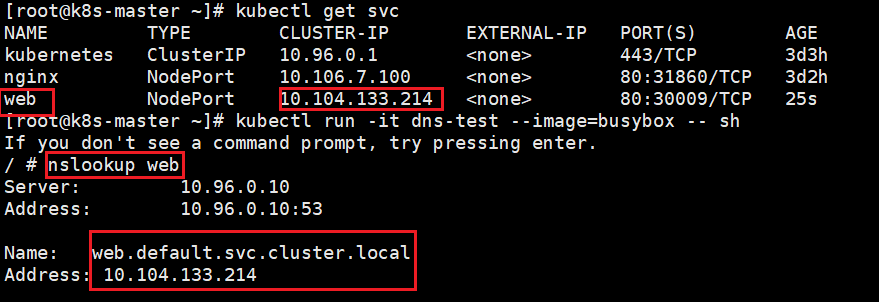 [root@k8s-master ~]# kubectl get svc
NAME         TYPE        CLUSTER-IP       EXTERNAL-IP   PORT(S)        AGE
kubernetes   ClusterIP   10.96.0.1        <none>        443/TCP        3d3h
nginx        NodePort    10.106.7.100     <none>        80:31860/TCP   3d2h
web          NodePort    10.104.133.214   <none>        80:30009/TCP   25s
[root@k8s-master ~]# kubectl run -it dns-test --image=busybox -- sh
If you don't see a command prompt, try pressing enter.
/ # nslookup web
Server:         10.96.0.10
Address:        10.96.0.10:53

Name:   web.default.svc.cluster.local
Address: 10.104.133.214